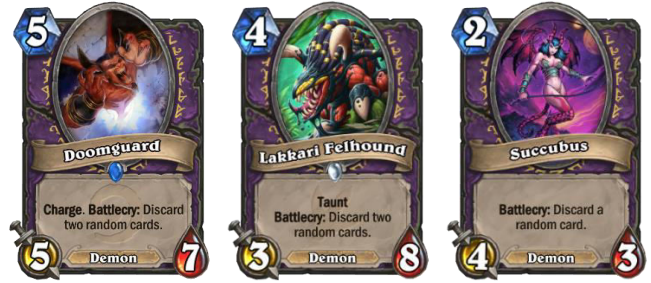 5
Doomguard
Charge. Battlecry: Discard
two random cards.
5
Demon
7
4
Lakkari Felhound
Taunt
Battlecry: Discard two
random cards.
3
Demon
8
2
Succubus
Battlecry: Discard a
random card.
4
Demon
3